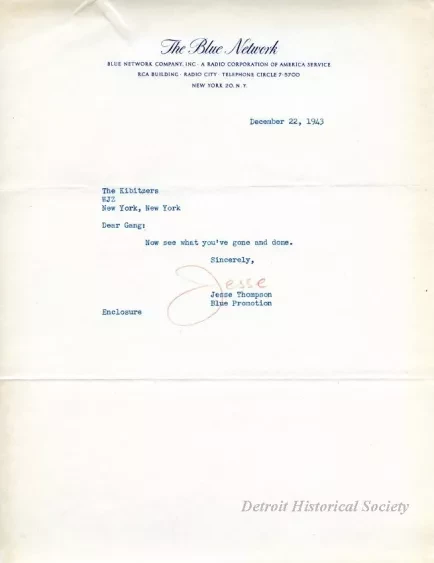 The Blue Network
BLUE NETWORK COMPANY, INC · A RADIO CORPORATION OF AMERICA SERVICE
RCA BUILDING · RADIO CITY · TELEPHONE CIRCLE 7-5700
NEW YORK 20, N. Y.
December 22, 1943
The Kibitzers
WJZ
New York, New York
Dear Gang:
Now see what you've gone and done.
Sincerely,
Jesse
Jesse Thompson
Blue Promotion
Enclosure
Detroit Historical Society